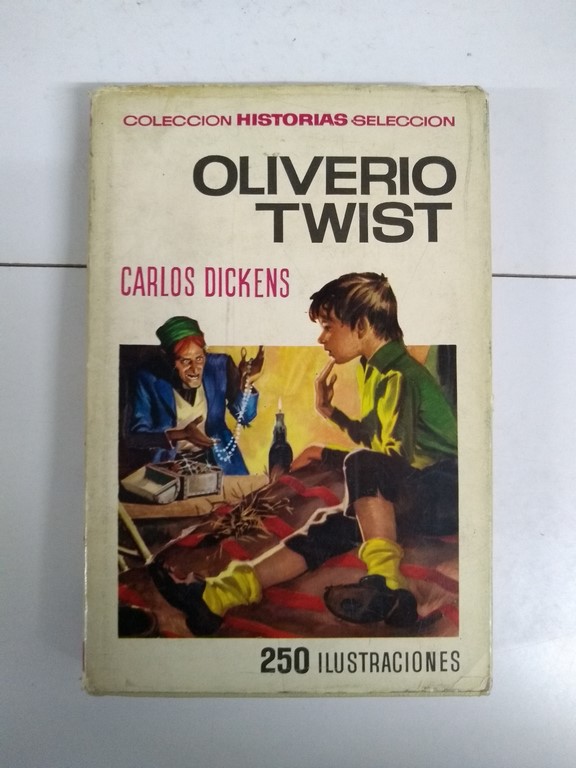 COLECCION HISTORIAS SELECCION
OLIVERIO
TWIST
CARLOS DICKENS
250 ILUSTRACIONES